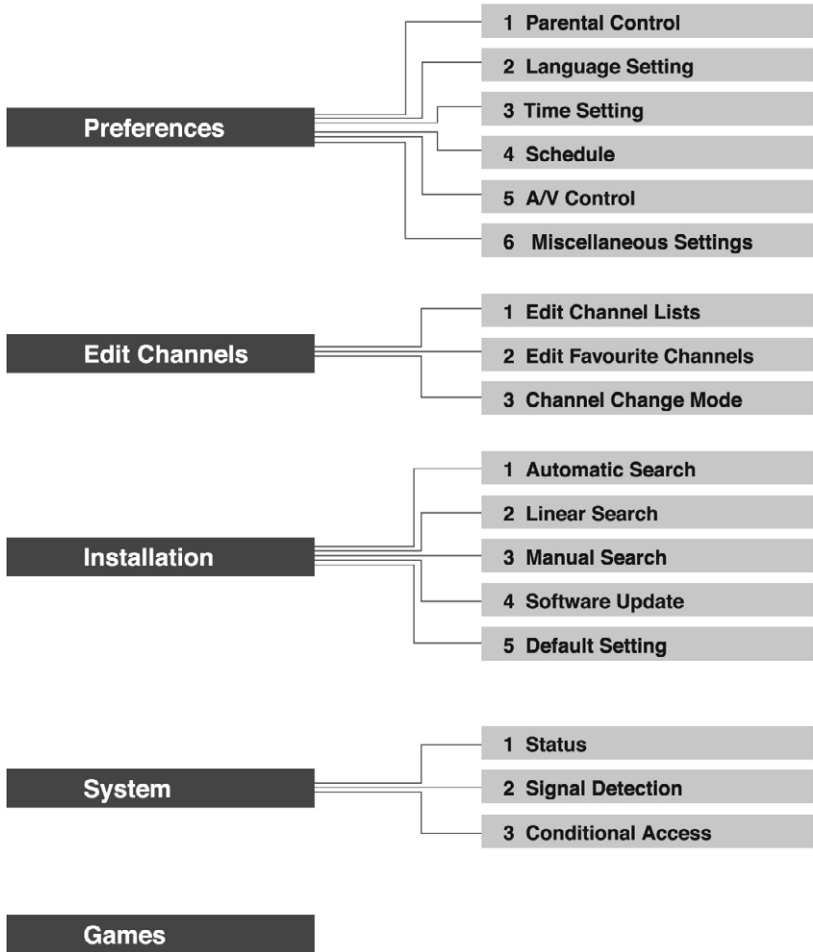 Preferences
1 Parental Control
2 Language Setting
3 Time Setting
4 Schedule
5 A/V Control
6 Miscellaneous Settings
Edit Channels
1 Edit Channel Lists
2 Edit Favourite Channels
3 Channel Change Mode
Installation
1 Automatic Search
2 Linear Search
3 Manual Search
4 Software Update
5 Default Setting
System
1 Status
2 Signal Detection
3 Conditional Access
Games